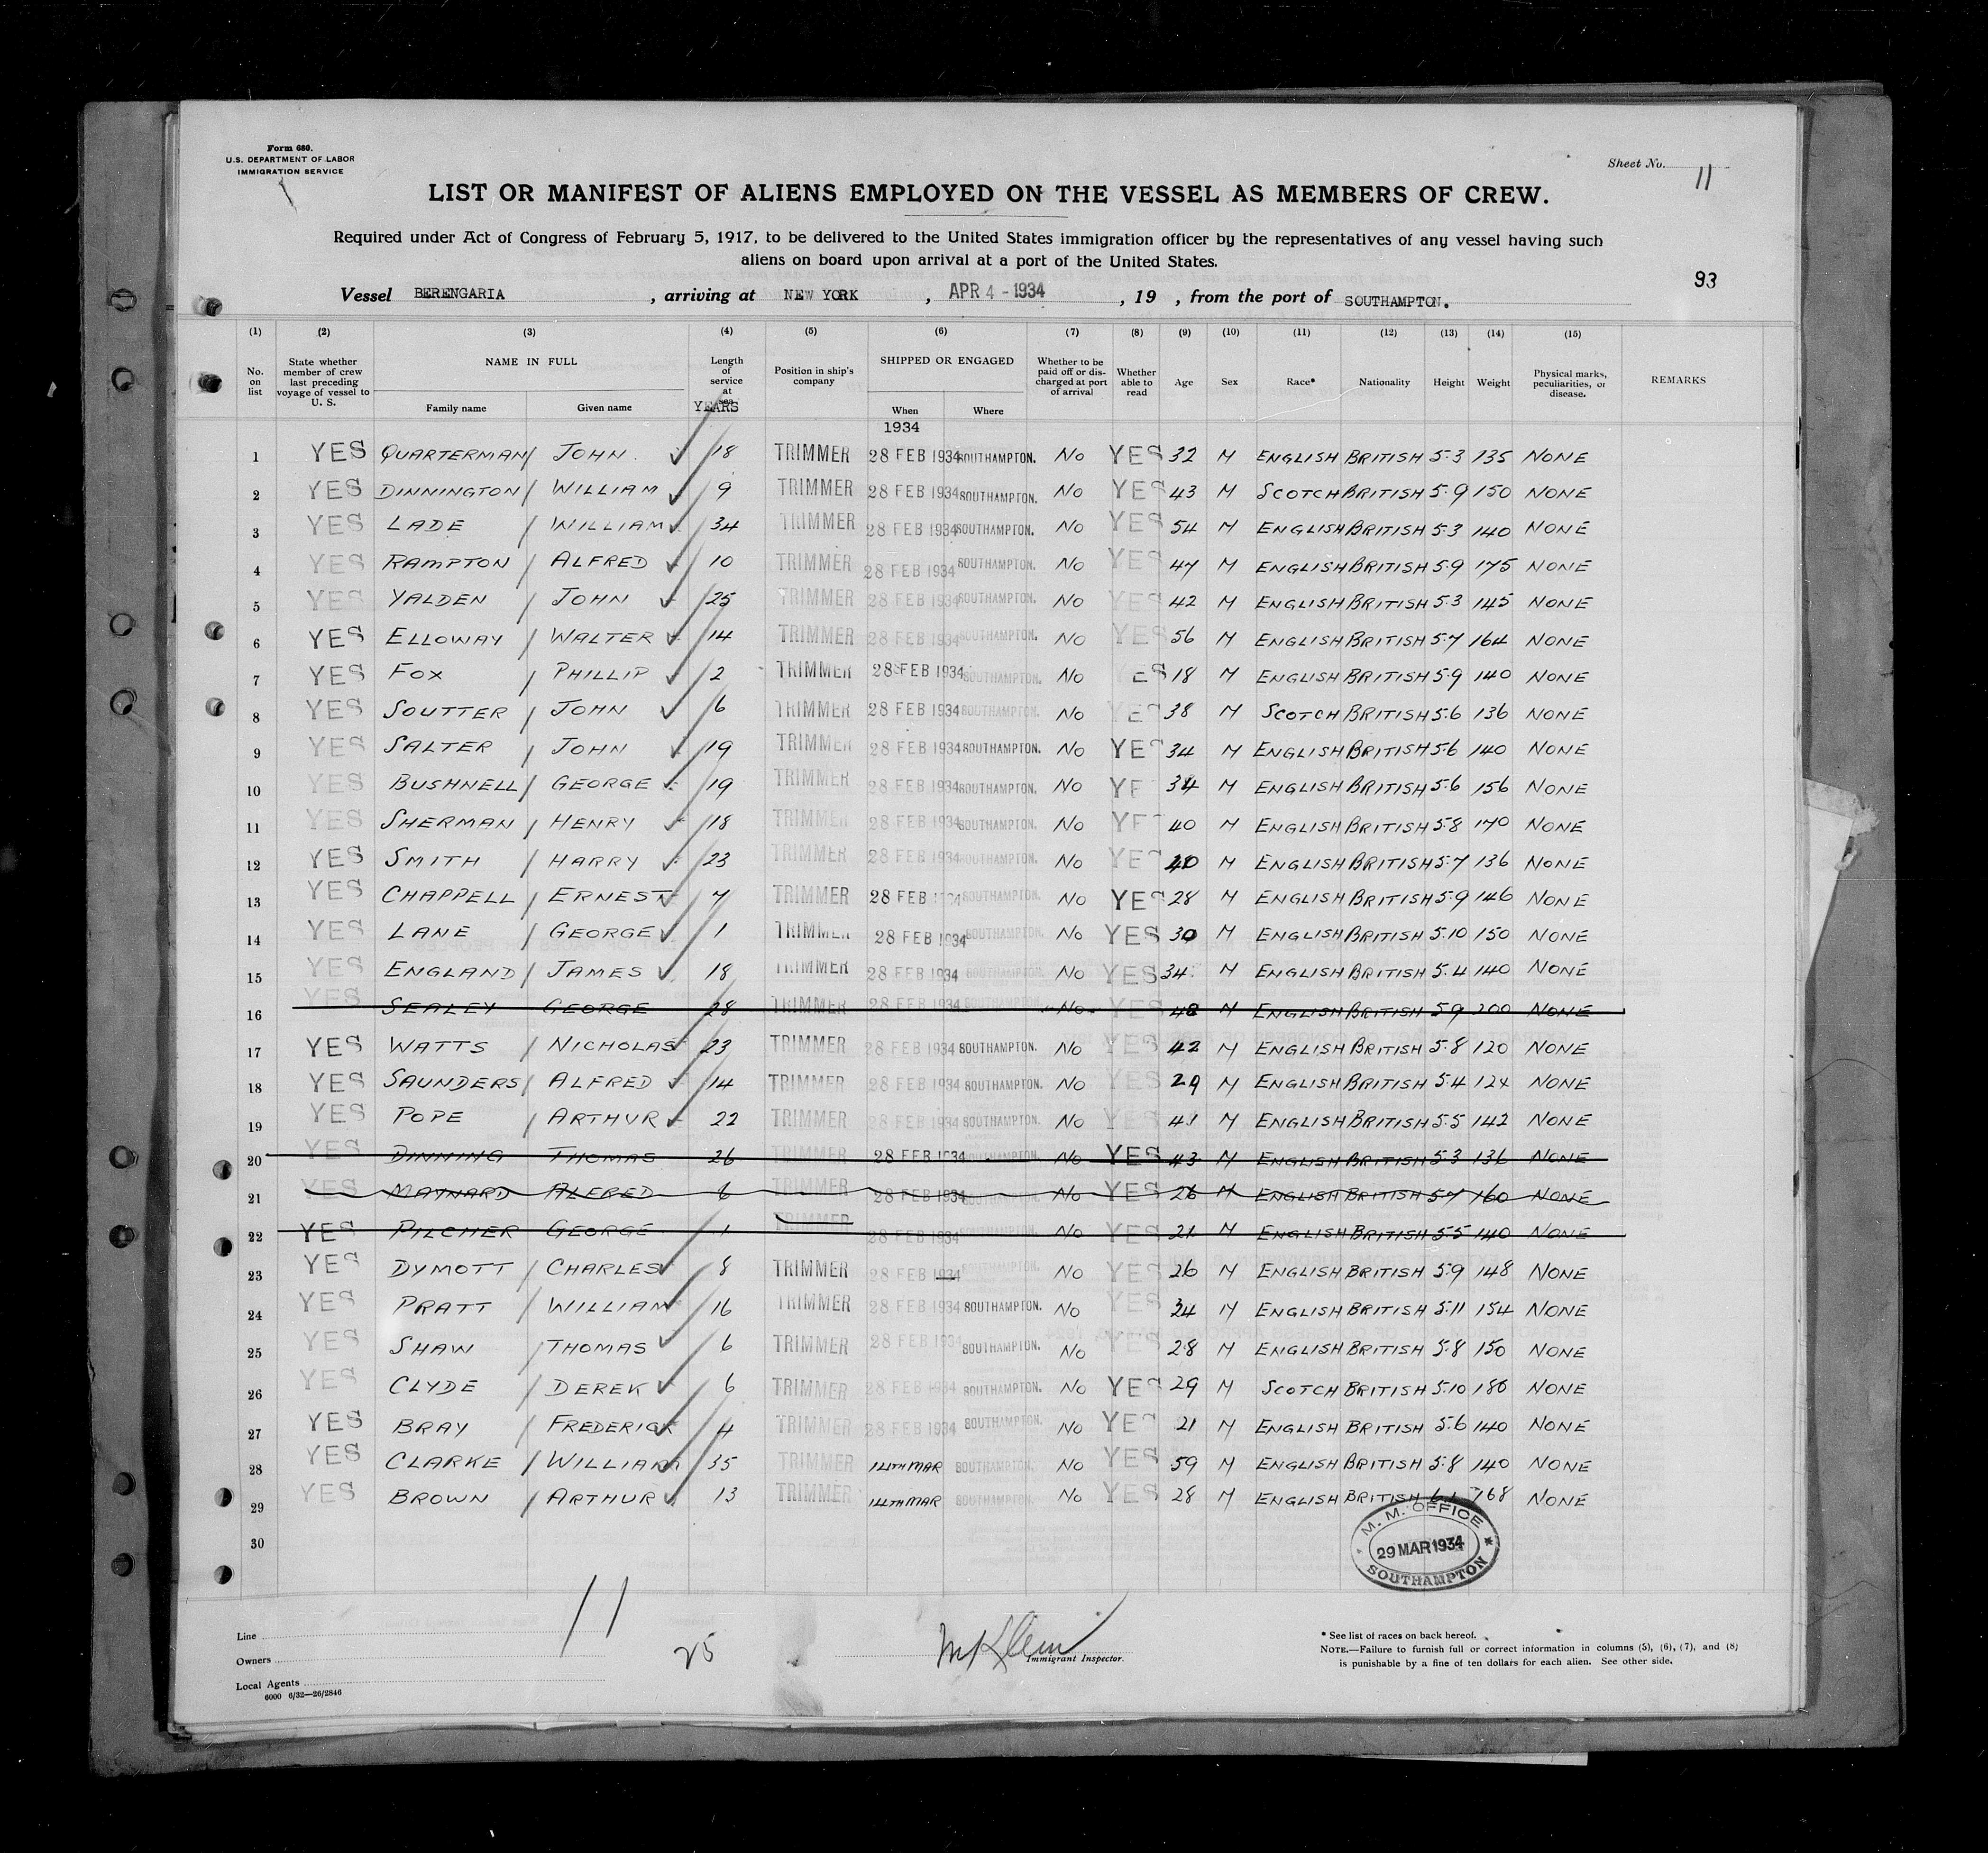 Form 680.
U.S. DEPARTMENT OF LABOR
IMMIGRATION SERVICE
Sheet No. 11
LIST OR MANIFEST OF ALIENS EMPLOYED ON THE VESSEL AS MEMBERS OF CREW.
Required under Act of Congress of February 5, 1917, to be delivered to the United States immigration officer by the representatives of any vessel having such
aliens on board upon arrival at a port of the United States.
93
Vessel BERENGARIA, arriving at NEW YORK, APR 4 - 1934, 19 , from the port of SOUTHAMPTON.
(1) (2) (3) (4) (5) (6) (7) (8) (9) (10) (11) (12) (13) (14) (15)
No. on list
State whether member of crew last preceding voyage of vessel to U. S.
NAME IN FULL
Family name
Given name
Length of service at sea
YEARS
Position in ship's company
SHIPPED OR ENGAGED
When
Where
1934
Whether to be paid off or discharged at port of arrival
Whether able to read
Age
Sex
Race*
Nationality
Height
Weight
Physical marks, peculiarities, or disease.
REMARKS
1 YES QUARTERMAN / JOHN 18 TRIMMER 28 FEB 1934 SOUTHAMPTON. NO YES 32 M ENGLISH BRITISH 5.3 135 NONE
2 YES DINNINGTON / WILLIAM 9 TRIMMER 28 FEB 1934 SOUTHAMPTON. NO YES 43 M SCOTCH BRITISH 5.9 150 NONE
3 YES LADE / WILLIAM 34 TRIMMER 28 FEB 1934 SOUTHAMPTON. NO YES 54 M ENGLISH BRITISH 5.3 140 NONE
4 YES RAMPTON / ALFRED 10 TRIMMER 28 FEB 1934 SOUTHAMPTON. NO YES 47 M ENGLISH BRITISH 5.9 175 NONE
5 YES YALDEN / JOHN 25 TRIMMER 28 FEB 1934 SOUTHAMPTON. NO YES 42 M ENGLISH BRITISH 5.3 145 NONE
6 YES ELLOWAY / WALTER 14 TRIMMER 28 FEB 1934 SOUTHAMPTON. NO YES 56 M ENGLISH BRITISH 5.7 164 NONE
7 YES FOX / PHILLIP 2 TRIMMER 28 FEB 1934 SOUTHAMPTON. NO YES 18 M ENGLISH BRITISH 5.9 140 NONE
8 YES SOUTTER / JOHN 6 TRIMMER 28 FEB 1934 SOUTHAMPTON. NO YES 38 M SCOTCH BRITISH 5.6 136 NONE
9 YES SALTER / JOHN 19 TRIMMER 28 FEB 1934 SOUTHAMPTON. NO YES 34 M ENGLISH BRITISH 5.6 140 NONE
10 YES BUSHNELL / GEORGE 19 TRIMMER 28 FEB 1934 SOUTHAMPTON. NO YE 34 M ENGLISH BRITISH 5.6 156 NONE
11 YES SHERMAN / HENRY 18 TRIMMER 28 FEB 1934 SOUTHAMPTON. NO YE 40 M ENGLISH BRITISH 5.8 170 NONE
12 YES SMITH / HARRY 23 TRIMMER 28 FEB 1934 SOUTHAMPTON. NO YES 40 M ENGLISH BRITISH 5.7 136 NONE
13 YES CHAPPELL / ERNEST 7 TRIMMER 28 FEB 1934 SOUTHAMPTON. NO YES 28 M ENGLISH BRITISH 5.9 146 NONE
14 YES LANE / GEORGE 1 TRIMMER 28 FEB 1934 SOUTHAMPTON. NO YES 30 M ENGLISH BRITISH 5.10 150 NONE
15 YES ENGLAND / JAMES 18 TRIMMER 28 FEB 1934 SOUTHAMPTON. NO YES 34 M ENGLISH BRITISH 5.4 140 NONE
16 YES SEALEY GEORGE 28 TRIMMER 28 FEB 1934 SOUTHAMPTON. NO YES 48 M ENGLISH BRITISH 5.9 200 NONE
17 YES WATTS / NICHOLAS 23 TRIMMER 28 FEB 1934 SOUTHAMPTON. NO YES 42 M ENGLISH BRITISH 5.8 120 NONE
18 YES SAUNDERS / ALFRED 14 TRIMMER 28 FEB 1934 SOUTHAMPTON. NO YES 29 M ENGLISH BRITISH 5.4 124 NONE
19 YES POPE / ARTHUR 22 TRIMMER 28 FEB 1934 SOUTHAMPTON. NO YES 41 M ENGLISH BRITISH 5.5 142 NONE
20 YES DINNING THOMAS 26 TRIMMER 28 FEB 1934 SOUTHAMPTON. NO YES 43 M ENGLISH BRITISH 5.3 136 NONE
21 YES MAYNARD ALFRED 6 TRIMMER 28 FEB 1934 SOUTHAMPTON. NO YES 26 M ENGLISH BRITISH 5.7 160 NONE
22 YES PILCHER GEORGE 1 TRIMMER 28 FEB 1934 SOUTHAMPTON. NO YES 21 M ENGLISH BRITISH 5.5 140 NONE
23 YES DYMOTT / CHARLES 8 TRIMMER 28 FEB 1934 SOUTHAMPTON. NO YES 26 M ENGLISH BRITISH 5.9 148 NONE
24 YES PRATT / WILLIAM 16 TRIMMER 28 FEB 1934 SOUTHAMPTON. NO YES 34 M ENGLISH BRITISH 5.11 154 NONE
25 YES SHAW / THOMAS 6 TRIMMER 28 FEB 1934 SOUTHAMPTON. NO YES 28 M ENGLISH BRITISH 5.8 150 NONE
26 YES CLYDE / DEREK 6 TRIMMER 28 FEB 1934 SOUTHAMPTON. NO YES 29 M SCOTCH BRITISH 5.10 186 NONE
27 YES BRAY / FREDERICK 4 TRIMMER 28 FEB 1934 SOUTHAMPTON. NO YES 21 M ENGLISH BRITISH 5.6 140 NONE
28 YES CLARKE / WILLIAM 35 TRIMMER 14TH MAR SOUTHAMPTON. NO YES 59 M ENGLISH BRITISH 5.8 140 NONE
29 YES BROWN / ARTHUR 13 TRIMMER 14TH MAR SOUTHAMPTON. NO YES 28 M ENGLISH BRITISH 6.1 168 NONE
30
M. M. OFFICE
29 MAR 1934
SOUTHAMPTON
11
25
Line
Owners
Local Agents
6000 6/32—26/2846
M Klein
Immigrant Inspector.
* See list of races on back hereof.
NOTE.—Failure to furnish full or correct information in columns (5), (6), (7), and (8)
is punishable by a fine of ten dollars for each alien. See other side.